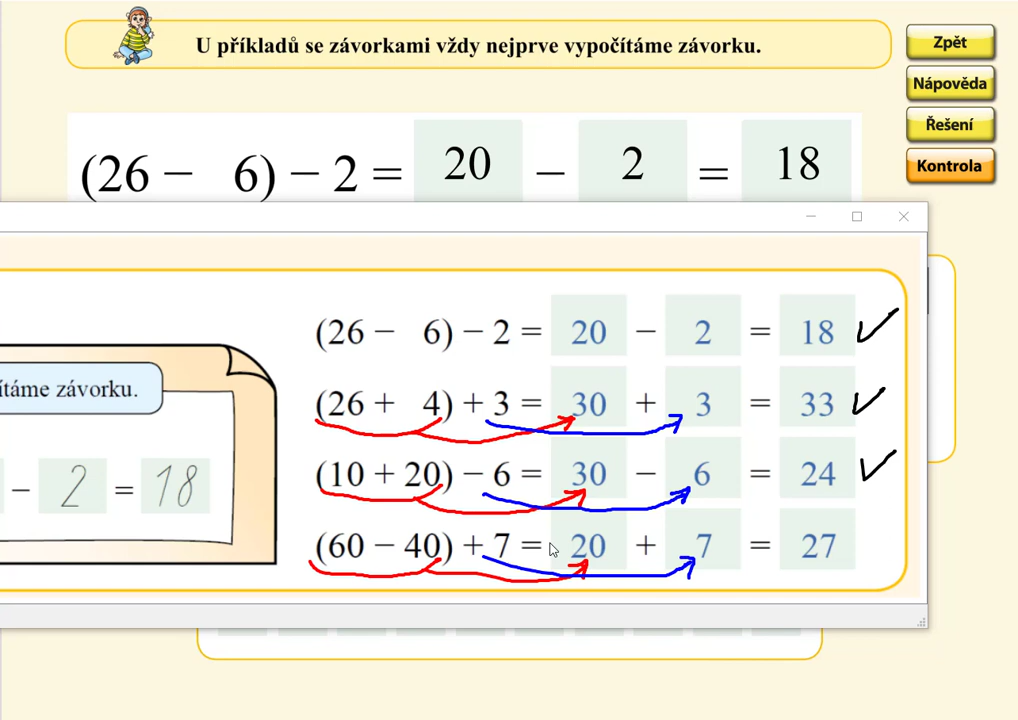 U příkladů se závorkami vždy nejprve vypočítáme závorku.
Zpět
Nápověda
Řešení
Kontrola
(26 − 6) − 2 = 20 − 2 = 18
ítáme závorku.
− 2 = 18
(26 − 6) − 2 = 20 − 2 = 18
(26 + 4) + 3 = 30 + 3 = 33
(10 + 20) − 6 = 30 − 6 = 24
(60 − 40) + 7 = 20 + 7 = 27